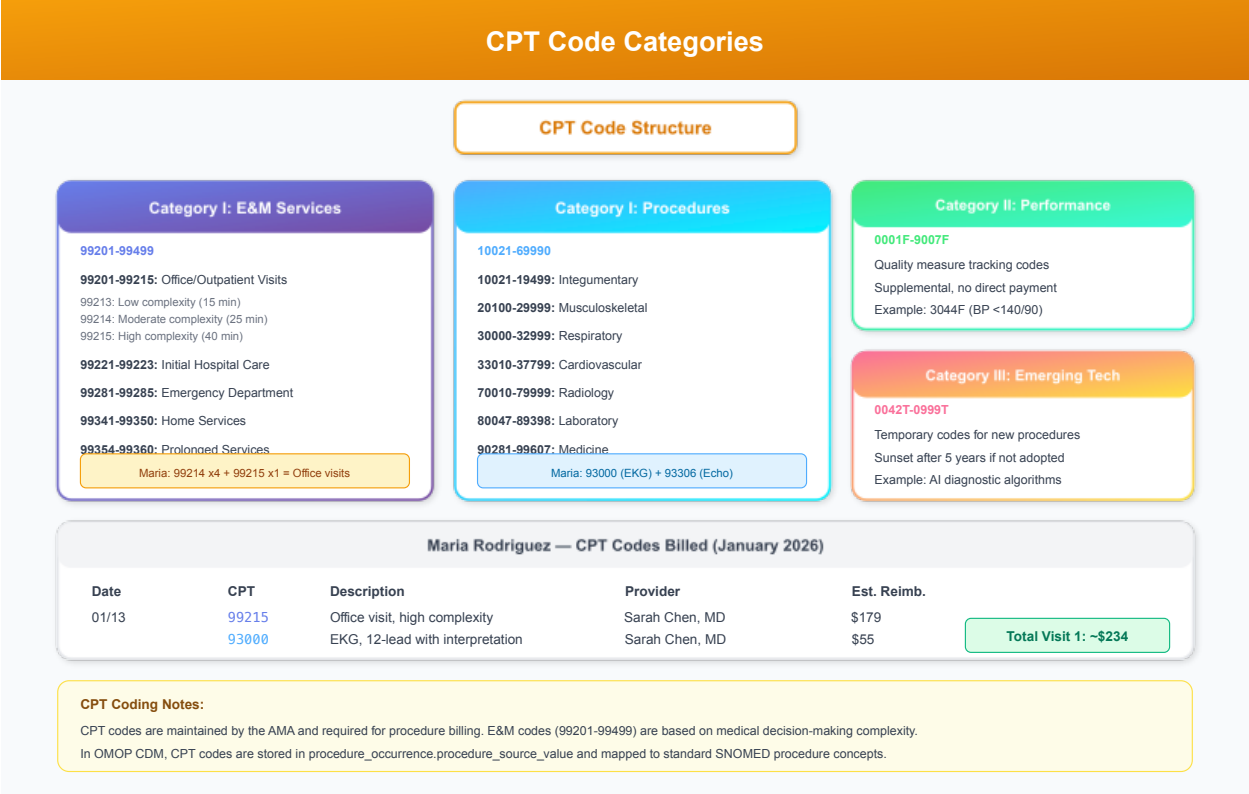 CPT Code Categories
CPT Code Structure
Category I: E&M Services
99201-99499
99201-99215: Office/Outpatient Visits
99213: Low complexity (15 min)
99214: Moderate complexity (25 min)
99215: High complexity (40 min)
99221-99223: Initial Hospital Care
99281-99285: Emergency Department
99341-99350: Home Services
99354-99360: Prolonged Services
Maria: 99214 x4 + 99215 x1 = Office visits
Category I: Procedures
10021-69990
10021-19499: Integumentary
20100-29999: Musculoskeletal
30000-32999: Respiratory
33010-37799: Cardiovascular
70010-79999: Radiology
80047-89398: Laboratory
90281-99607: Medicine
Maria: 93000 (EKG) + 93306 (Echo)
Category II: Performance
0001F-9007F
Quality measure tracking codes
Supplemental, no direct payment
Example: 3044F (BP <140/90)
Category III: Emerging Tech
0042T-0999T
Temporary codes for new procedures
Sunset after 5 years if not adopted
Example: AI diagnostic algorithms
Maria Rodriguez — CPT Codes Billed (January 2026)
Date CPT Description Provider Est. Reimb.
01/13 99215 Office visit, high complexity Sarah Chen, MD $179
93000 EKG, 12-lead with interpretation Sarah Chen, MD $55
Total Visit 1: ~$234
CPT Coding Notes:
CPT codes are maintained by the AMA and required for procedure billing. E&M codes (99201-99499) are based on medical decision-making complexity.
In OMOP CDM, CPT codes are stored in procedure_occurrence.procedure_source_value and mapped to standard SNOMED procedure concepts.